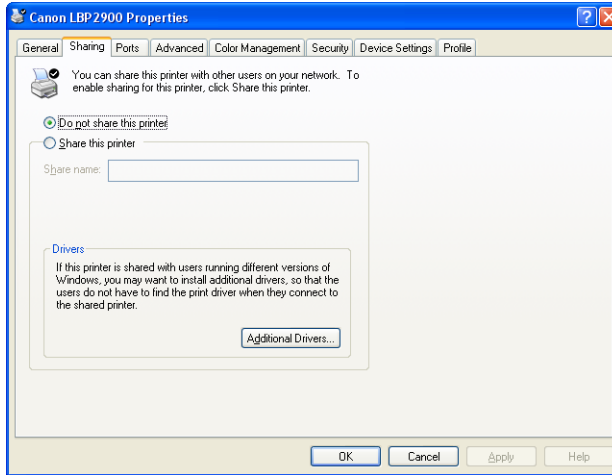 Canon LBP2900 Properties
General Sharing Ports Advanced Color Management Security Device Settings Profile
You can share this printer with other users on your network. To
enable sharing for this printer, click Share this printer.
Do not share this printer
Share this printer
Share name:
Drivers
If this printer is shared with users running different versions of
Windows, you may want to install additional drivers, so that the
users do not have to find the print driver when they connect to
the shared printer.
Additional Drivers...
OK Cancel Apply Help